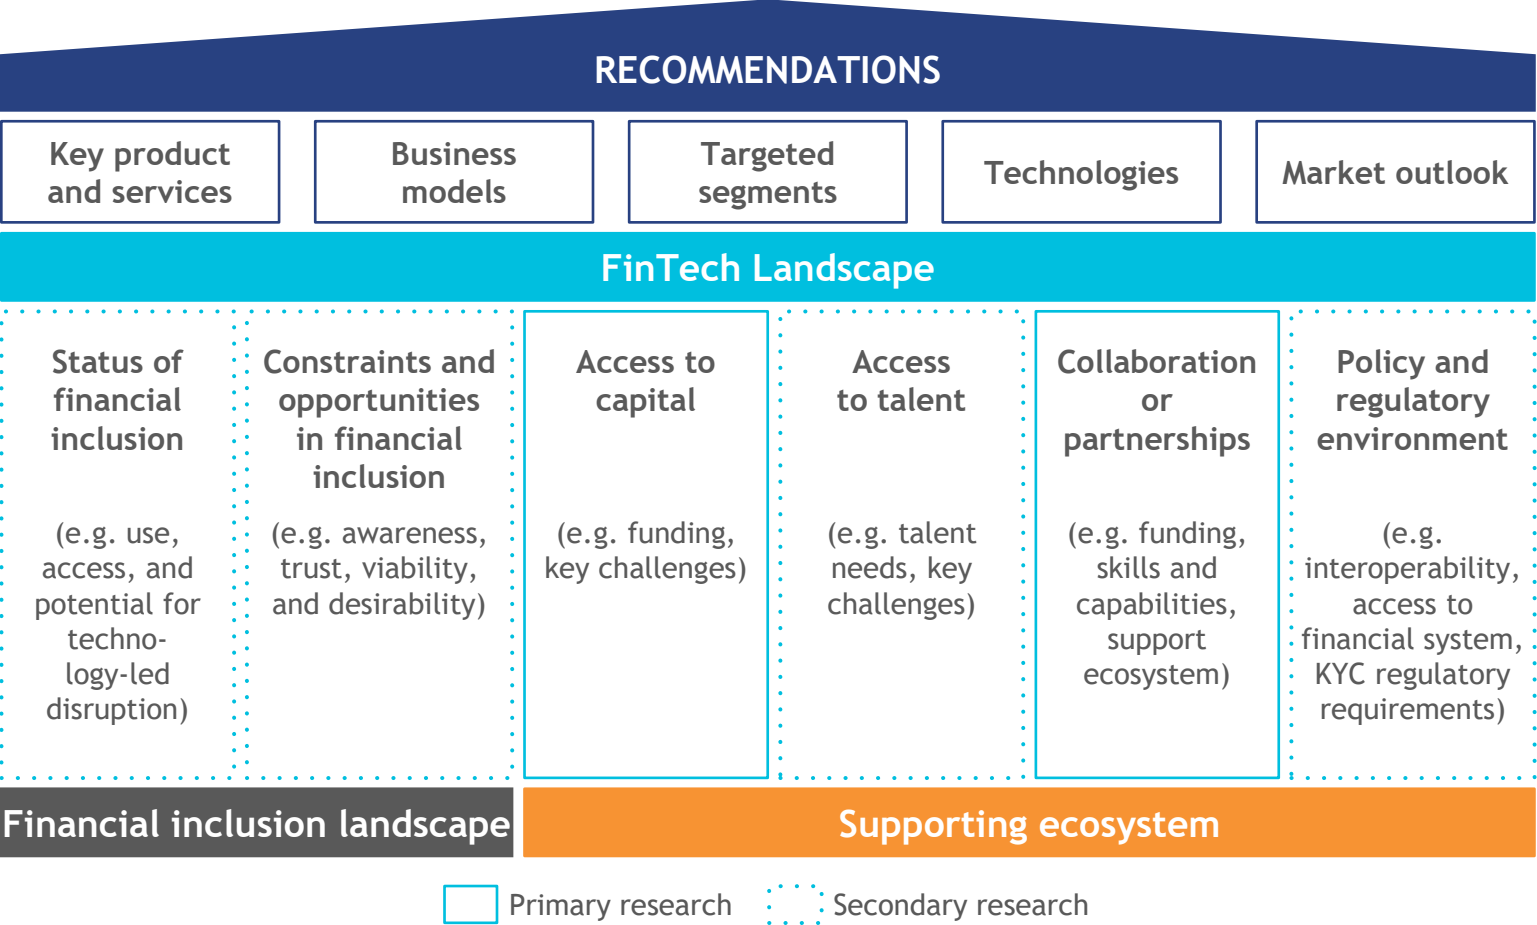 RECOMMENDATIONS
Key product
and services
Business
models
Targeted
segments
Technologies
Market outlook
FinTech Landscape
Status of
financial
inclusion
(e.g. use,
access, and
potential for
techno-
logy-led
disruption)
Constraints and
opportunities
in financial
inclusion
(e.g. awareness,
trust, viability,
and desirability)
Access to
capital
(e.g. funding,
key challenges)
Access
to talent
(e.g. talent
needs, key
challenges)
Collaboration
or
partnerships
(e.g. funding,
skills and
capabilities,
support
ecosystem)
Policy and
regulatory
environment
(e.g.
interoperability,
access to
financial system,
KYC regulatory
requirements)
Financial inclusion landscape
Supporting ecosystem
Primary research
Secondary research